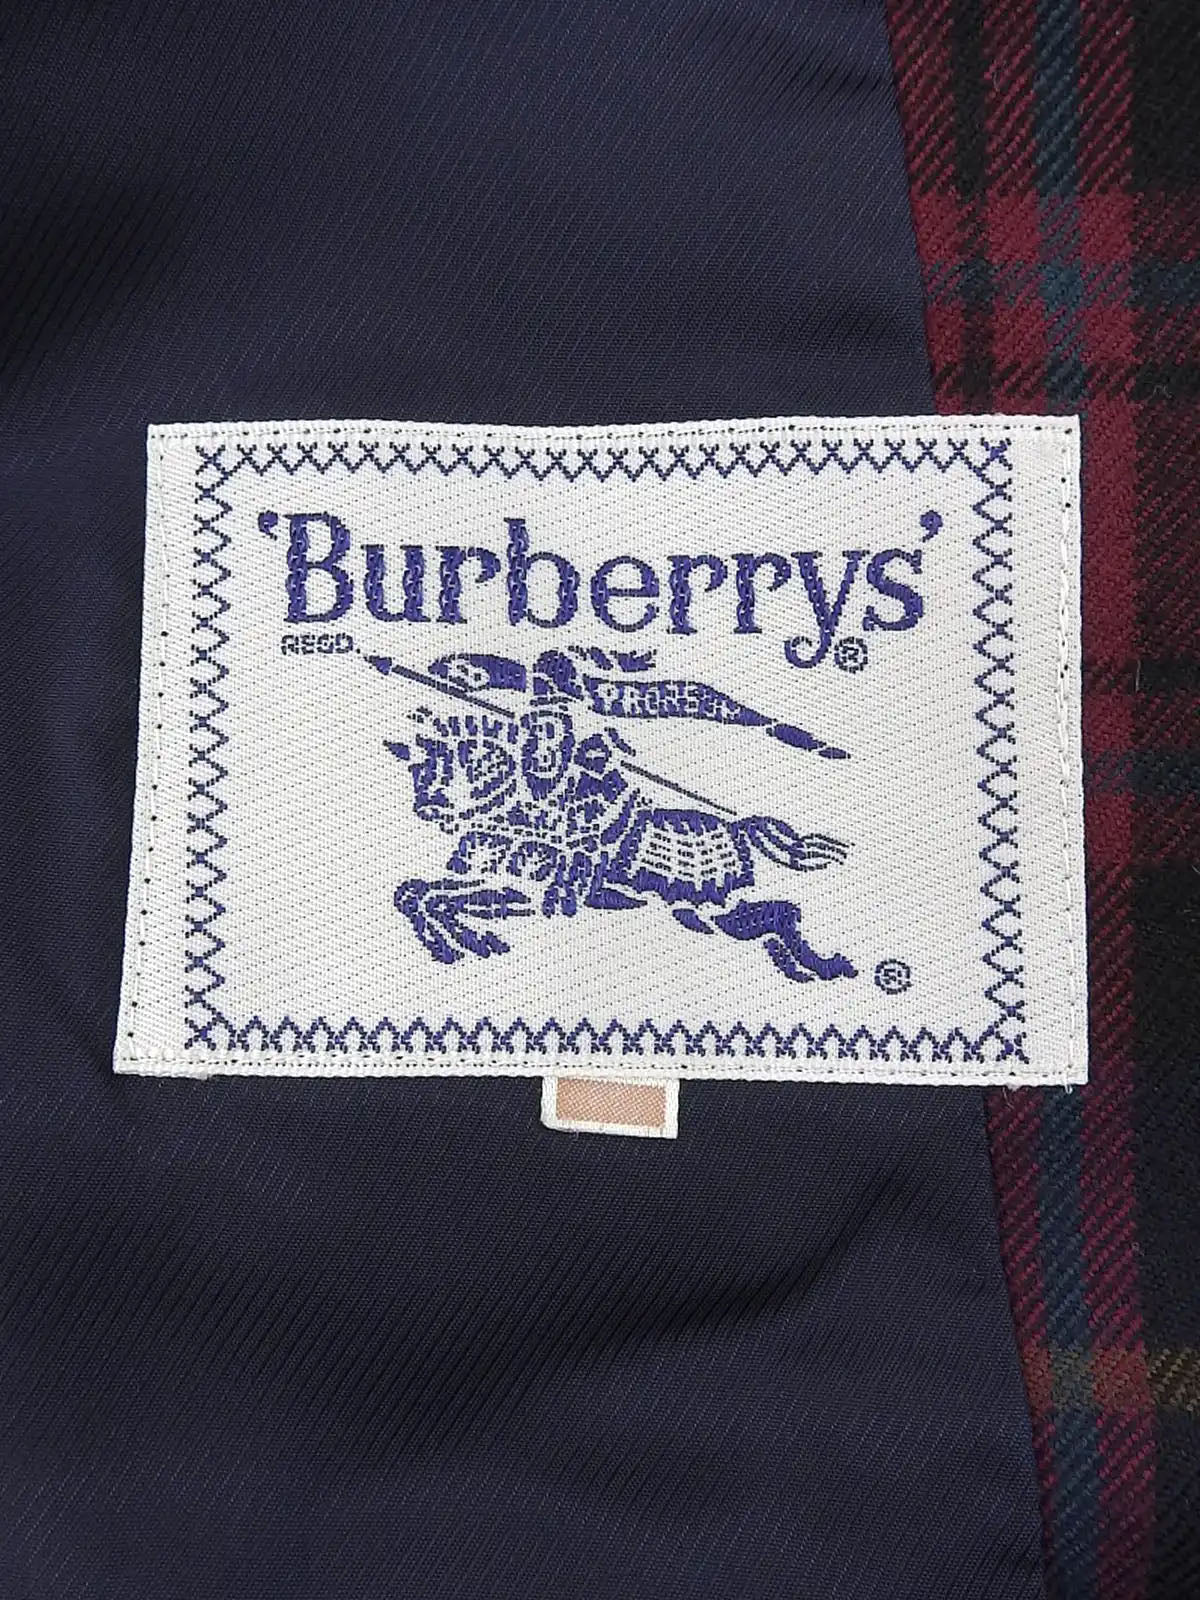 'Burberrys'
REGD. ®
PRORSUM
®